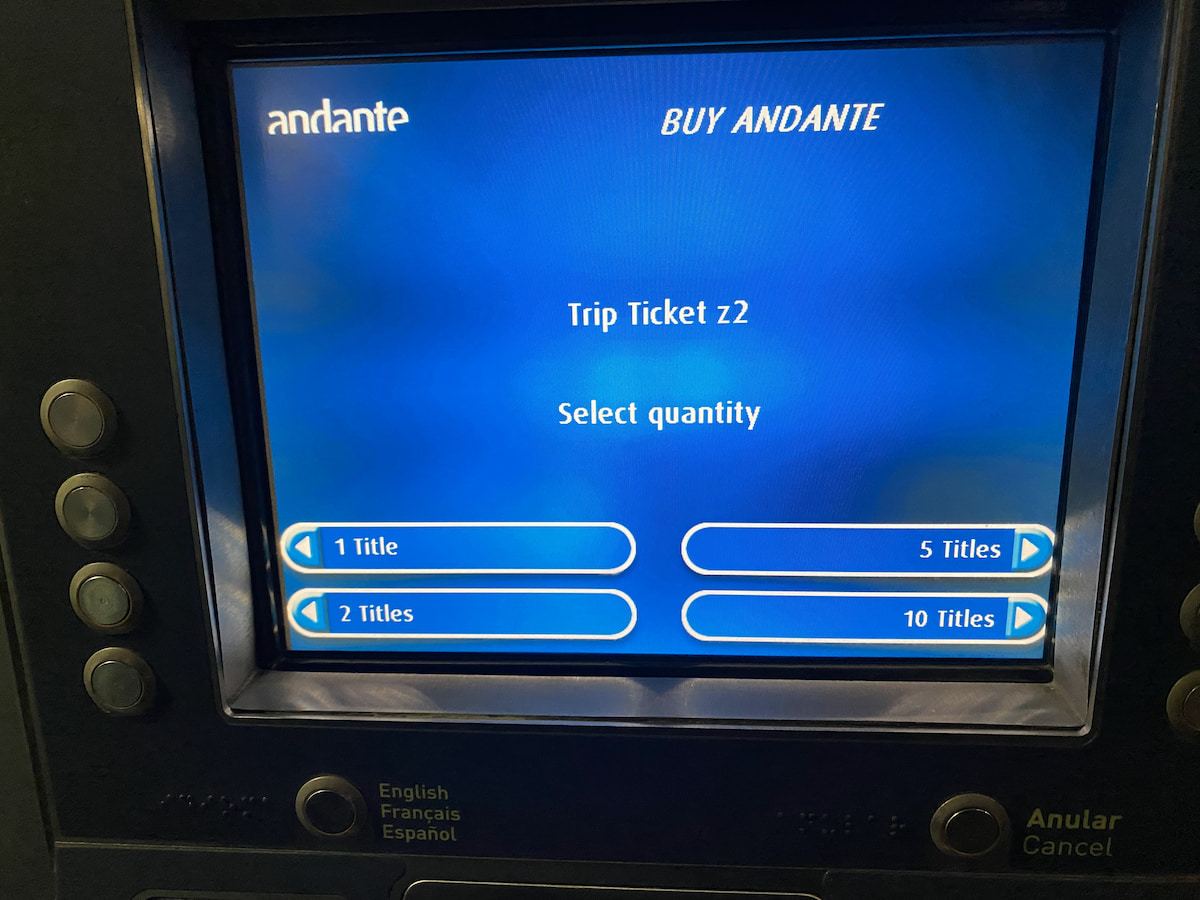 andante
BUY ANDANTE
Trip Ticket z2
Select quantity
1 Title
5 Titles
2 Titles
10 Titles
English
Français
Español
Anular
Cancel